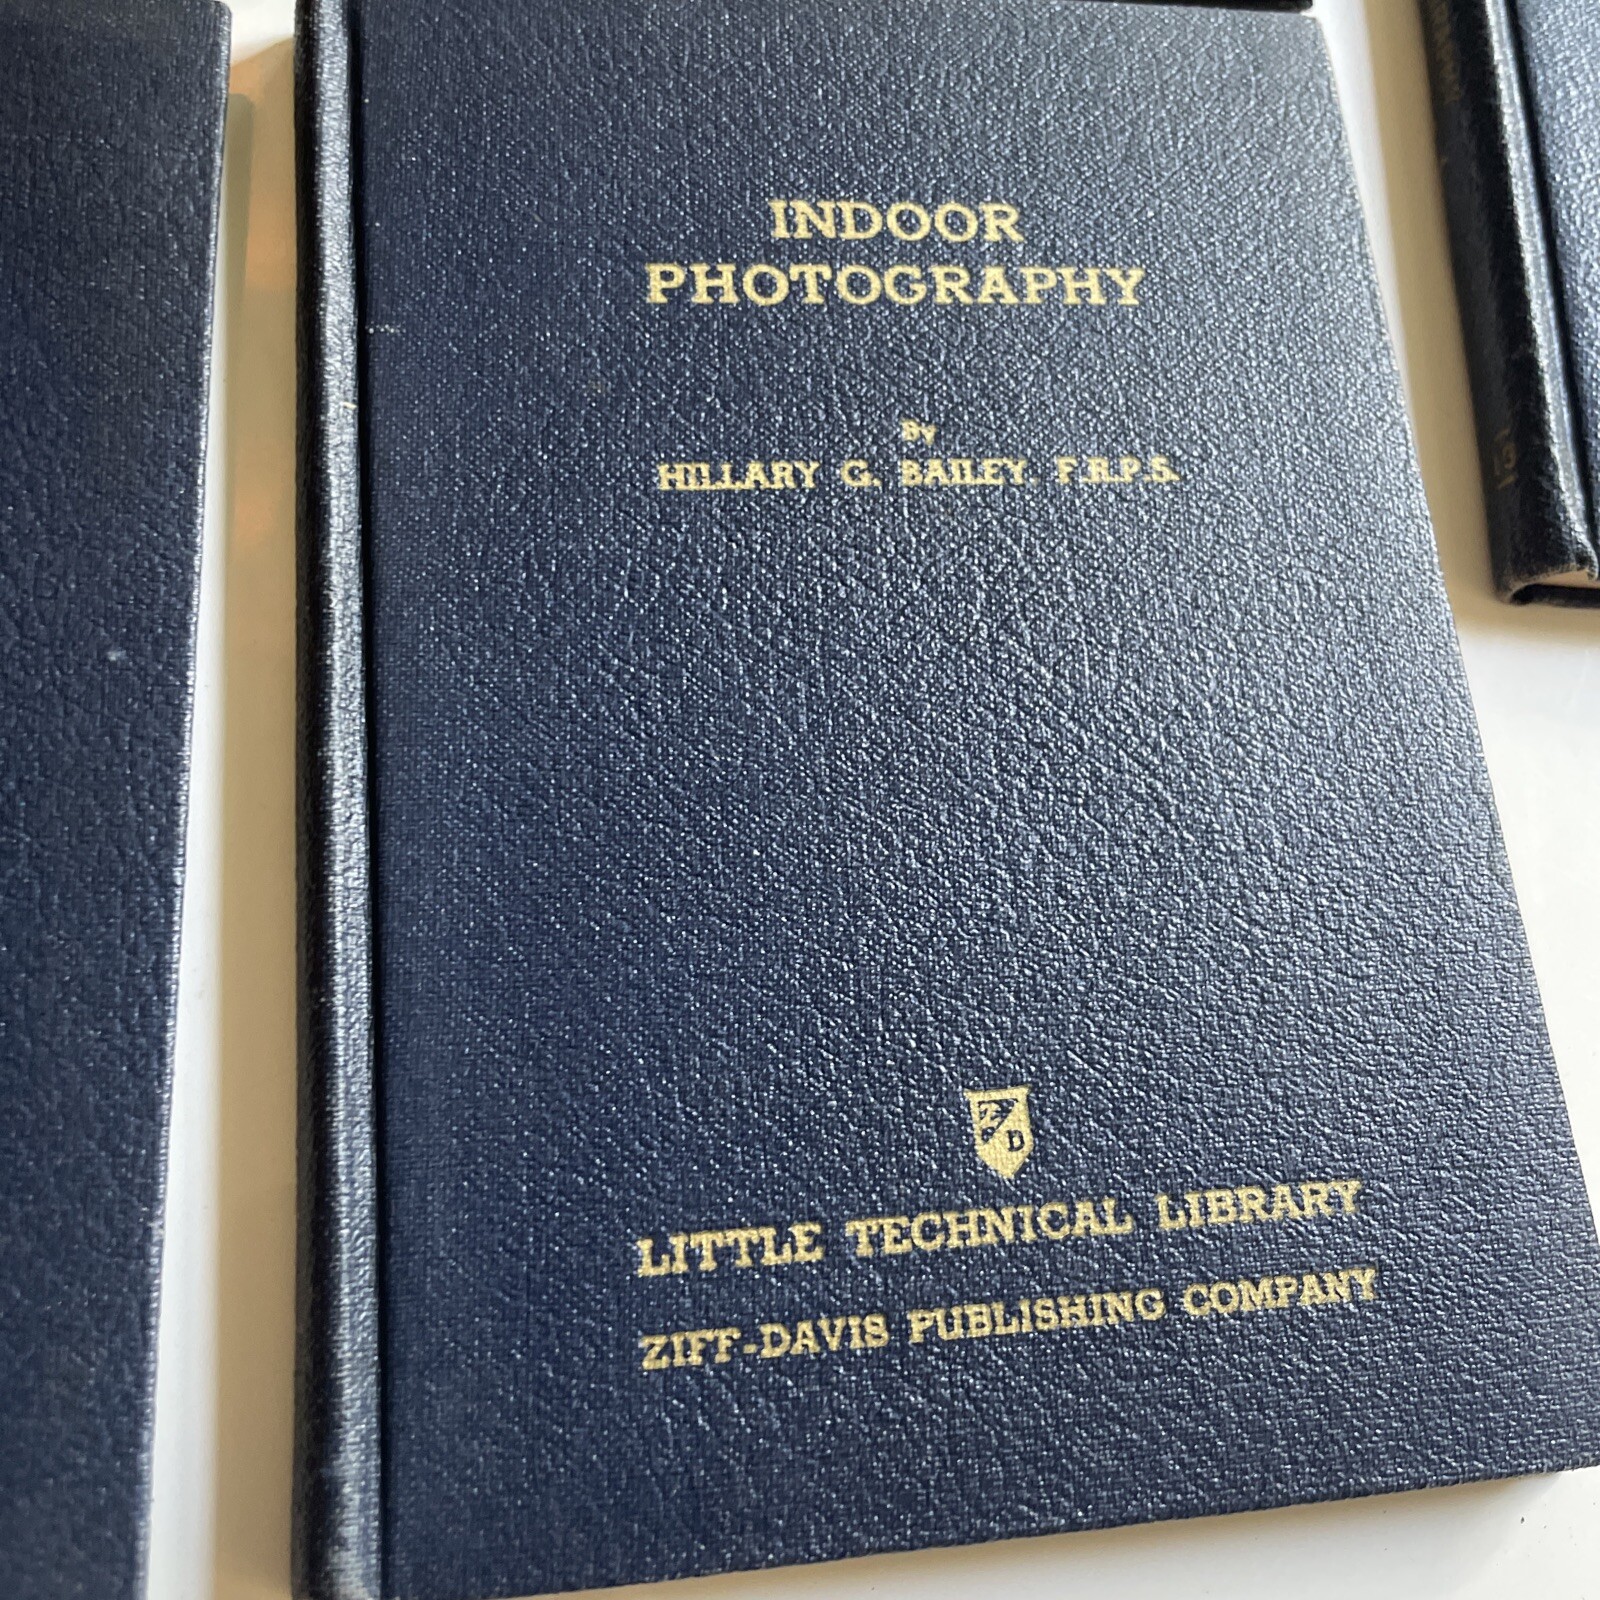 INDOOR
PHOTOGRAPHY
By
HILLARY G. BAILEY, F.R.P.S.
Z D
LITTLE TECHNICAL LIBRARY
ZIFF-DAVIS PUBLISHING COMPANY